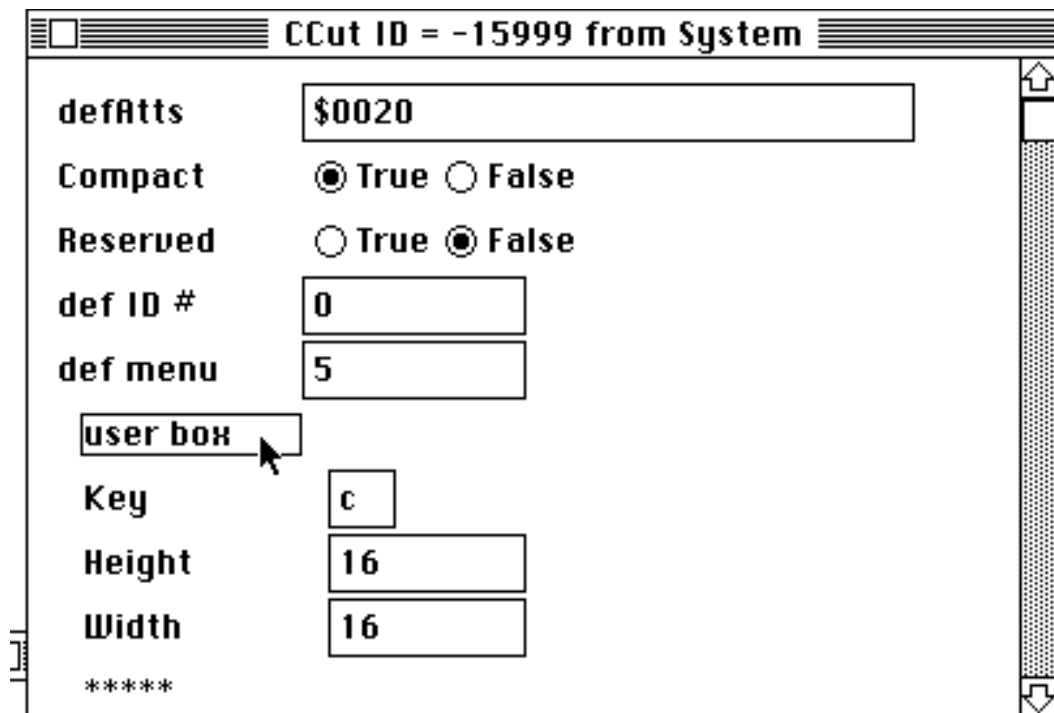 CCut ID = -15999 from System
defAtts $0020
Compact True False
Reserved True False
def ID # 0
def menu 5
user box
Key c
Height 16
Width 16
*****